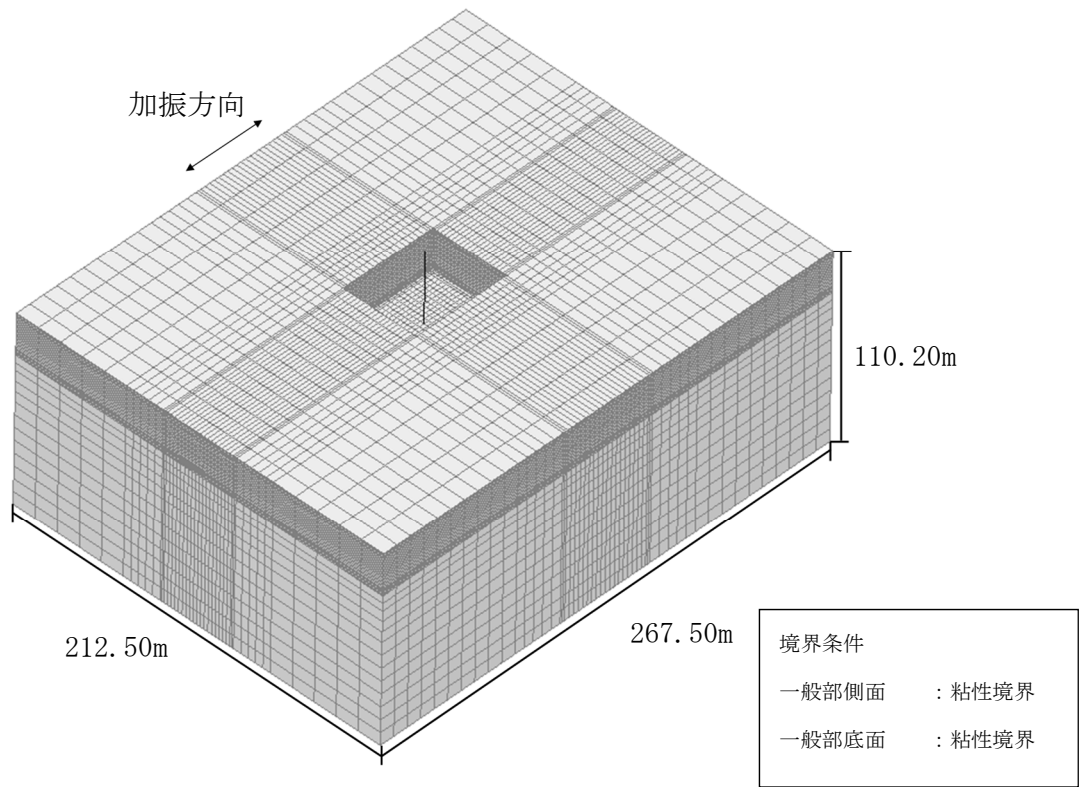 加振方向
110.20m
267.50m
212.50m
境界条件
一般部側面 : 粘性境界
一般部底面 : 粘性境界